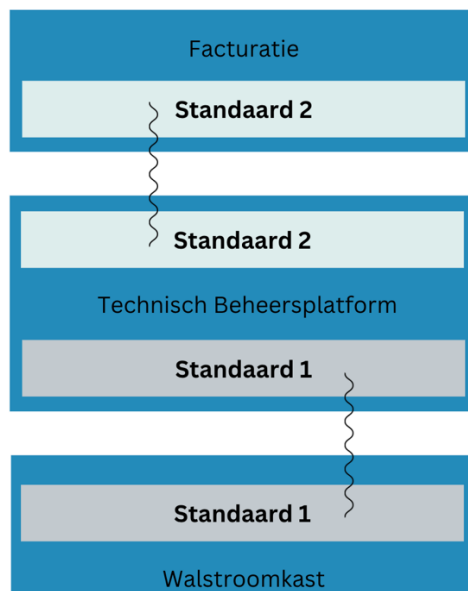 Facturatie
Standaard 2
Standaard 2
Technisch Beheersplatform
Standaard 1
Standaard 1
Walstroomkast